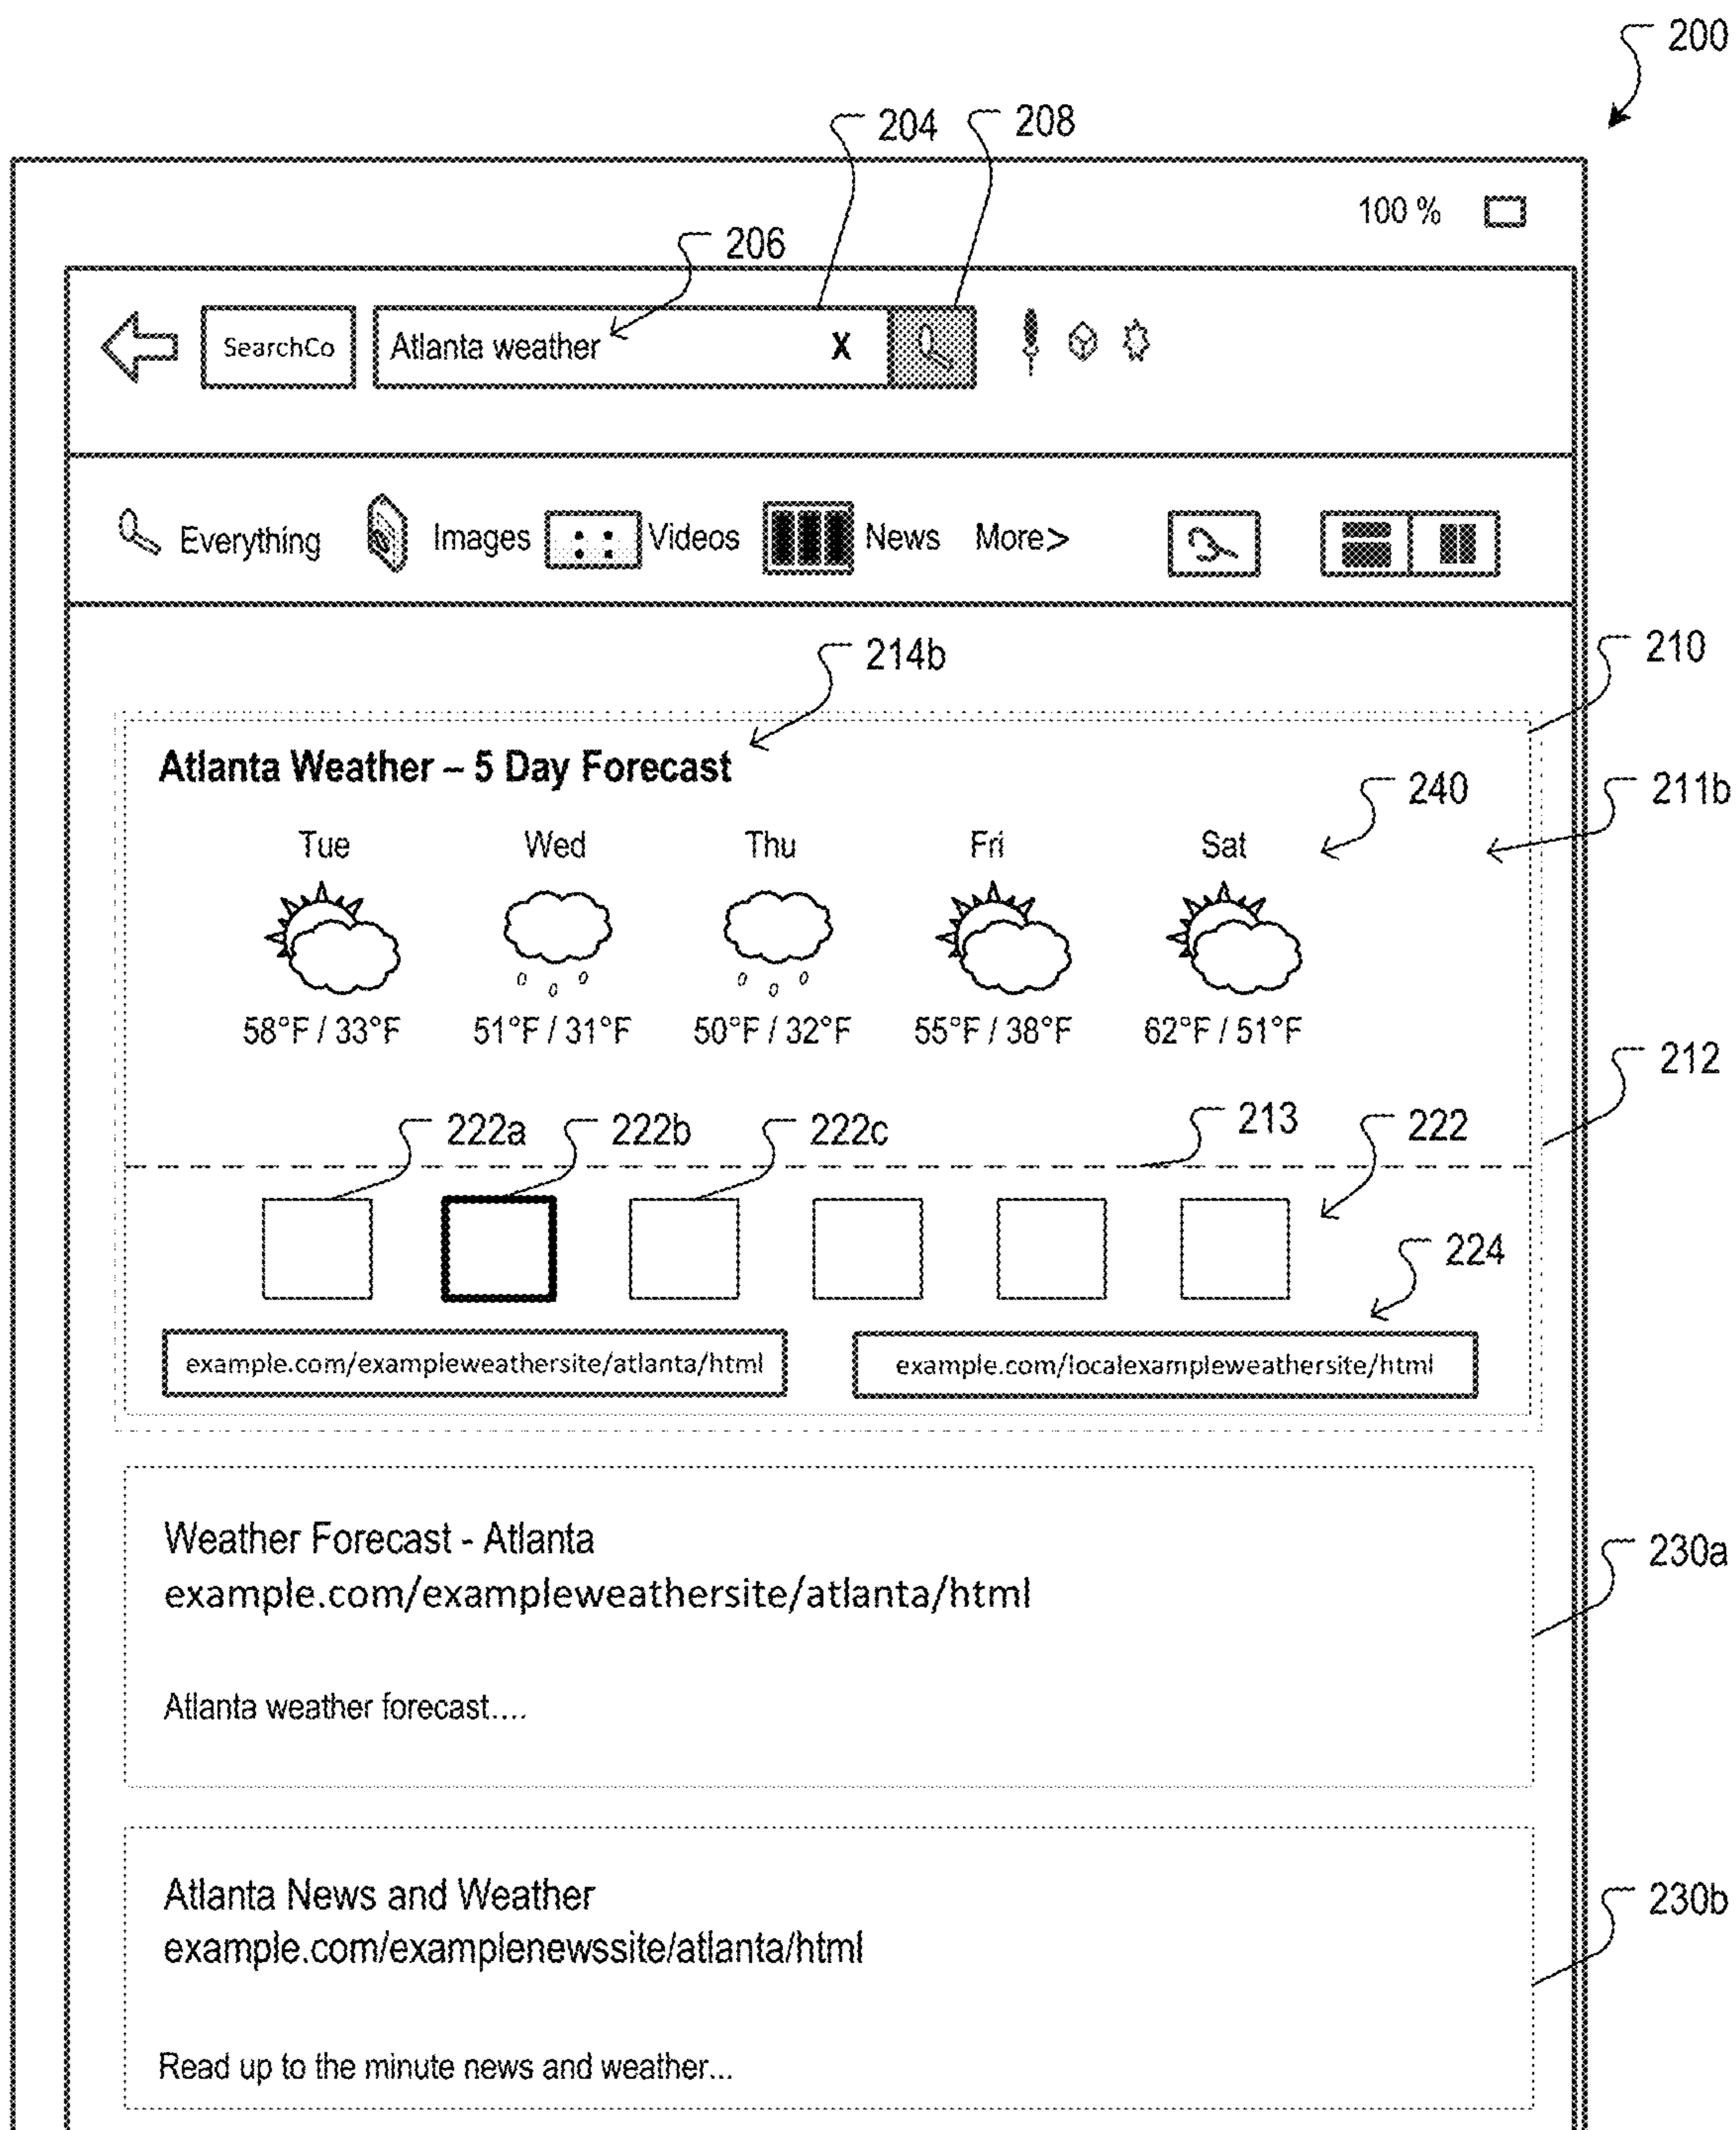 200
204 208
100 %
206
SearchCo Atlanta weather X
Everything Images Videos News More>
214b 210
Atlanta Weather – 5 Day Forecast
240 211b
Tue Wed Thu Fri Sat
58°F / 33°F 51°F / 31°F 50°F / 32°F 55°F / 38°F 62°F / 51°F
212
222a 222b 222c 213 222
224
example.com/exampleweathersite/atlanta/html example.com/localexampleweathersite/html
Weather Forecast - Atlanta
230a
example.com/exampleweathersite/atlanta/html
Atlanta weather forecast....
Atlanta News and Weather
230b
example.com/examplenewssite/atlanta/html
Read up to the minute news and weather...